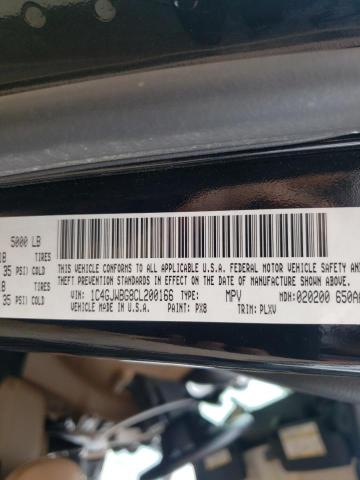 5000 LB
TIRES
35 PSI) COLD
TIRES
35 PSI) COLD
THIS VEHICLE CONFORMS TO ALL APPLICABLE U.S.A. FEDERAL MOTOR VEHICLE SAFETY AN
THEFT PREVENTION STANDARDS IN EFFECT ON THE DATE OF MANUFACTURE SHOWN ABOVE.
VIN: 1C4GJWBG8CL200166 TYPE: MPV MDH: 020200 650A
VEHICLE MADE IN U.S.A. PAINT: PX8 TRIM: PLXV